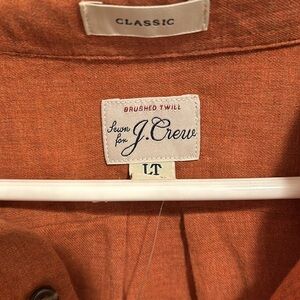 CLASSIC
BRUSHED TWILL
Sewn for J.Crew
LT